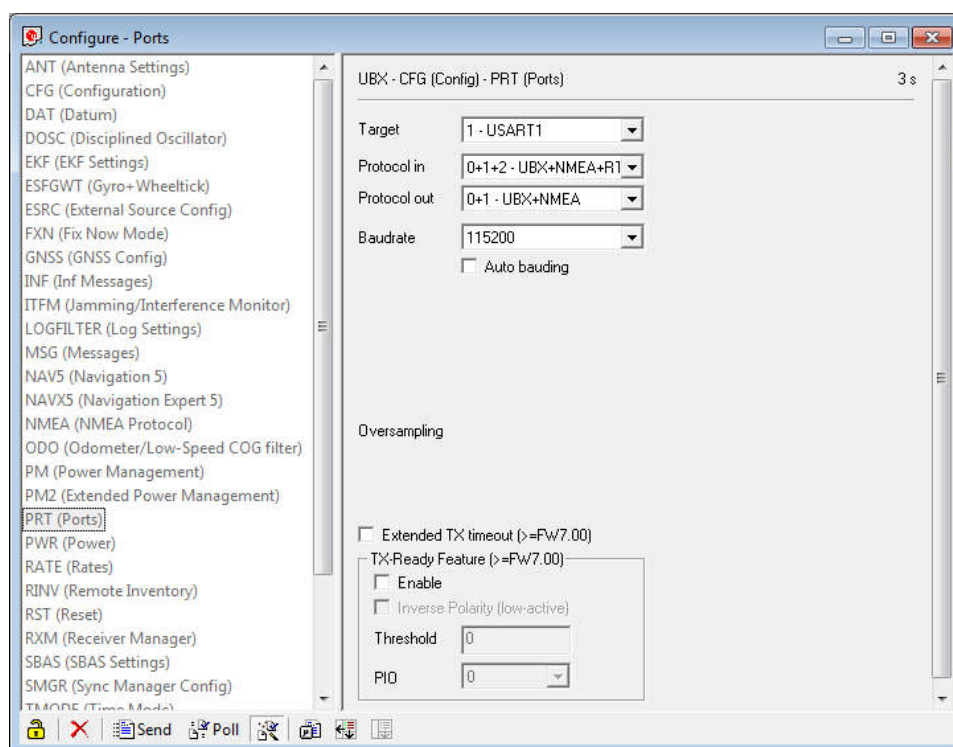 Configure - Ports
ANT (Antenna Settings)
CFG (Configuration)
DAT (Datum)
DOSC (Disciplined Oscillator)
EKF (EKF Settings)
ESFGWT (Gyro+Wheeltick)
ESRC (External Source Config)
FXN (Fix Now Mode)
GNSS (GNSS Config)
INF (Inf Messages)
ITFM (Jamming/Interference Monitor)
LOGFILTER (Log Settings)
MSG (Messages)
NAV5 (Navigation 5)
NAVX5 (Navigation Expert 5)
NMEA (NMEA Protocol)
ODO (Odometer/Low-Speed COG filter)
PM (Power Management)
PM2 (Extended Power Management)
PRT (Ports)
PWR (Power)
RATE (Rates)
RINV (Remote Inventory)
RST (Reset)
RXM (Receiver Manager)
SBAS (SBAS Settings)
SMGR (Sync Manager Config)
TMODE (Time Mode)
UBX - CFG (Config) - PRT (Ports) 3 s
Target 1 - USART1
Protocol in 0+1+2 - UBX+NMEA+RT
Protocol out 0+1 - UBX+NMEA
Baudrate 115200
Auto bauding
Oversampling
Extended TX timeout (>=FW7.00)
TX-Ready Feature (>=FW7.00)
Enable
Inverse Polarity (low-active)
Threshold 0
PIO 0
Send Poll